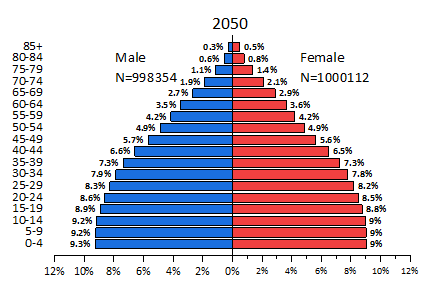 2050
Male
N=998354
Female
N=1000112
85+ 0.3% 0.5%
80-84 0.6% 0.8%
75-79 1.1% 1.4%
70-74 1.9% 2.1%
65-69 2.7% 2.9%
60-64 3.5% 3.6%
55-59 4.2% 4.2%
50-54 4.9% 4.9%
45-49 5.7% 5.6%
40-44 6.6% 6.5%
35-39 7.3% 7.3%
30-34 7.9% 7.8%
25-29 8.3% 8.2%
20-24 8.6% 8.5%
15-19 8.9% 8.8%
10-14 9.2% 9%
5-9 9.2% 9%
0-4 9.3% 9%
12% 10% 8% 6% 4% 2% 0% 2% 4% 6% 8% 10% 12%